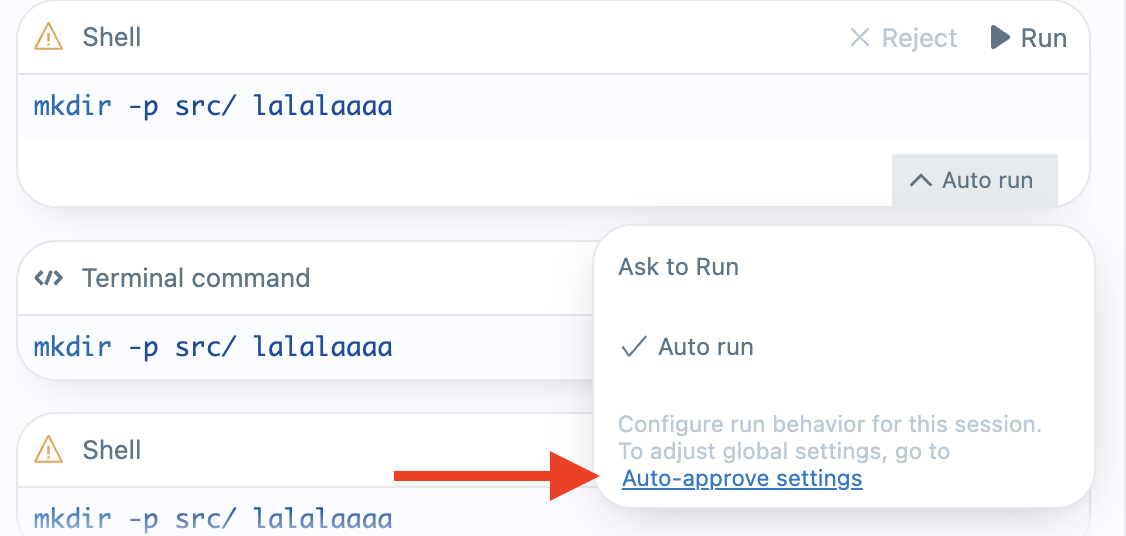 Shell
Reject
Run
mkdir -p src/ lalalaaaa
Auto run
Terminal command
mkdir -p src/ lalalaaaa
Ask to Run
Auto run
Configure run behavior for this session.
To adjust global settings, go to
Auto-approve settings
Shell
mkdir -p src/ lalalaaaa